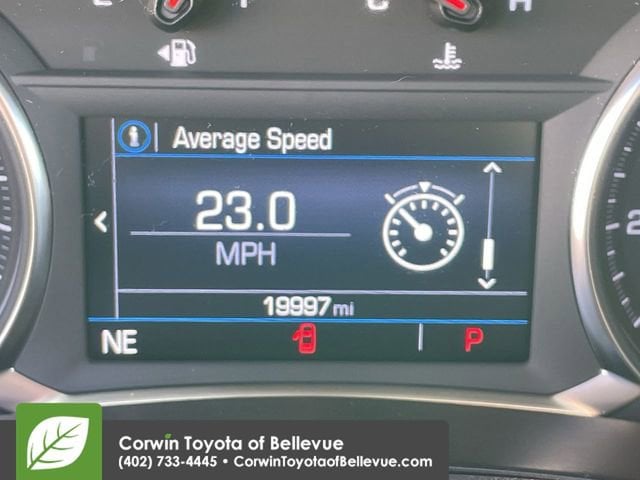 F
C H
Average Speed
23.0
MPH
19997 mi
NE P
Corwin Toyota of Bellevue
(402) 733-4445 • CorwinToyotaofBellevue.com